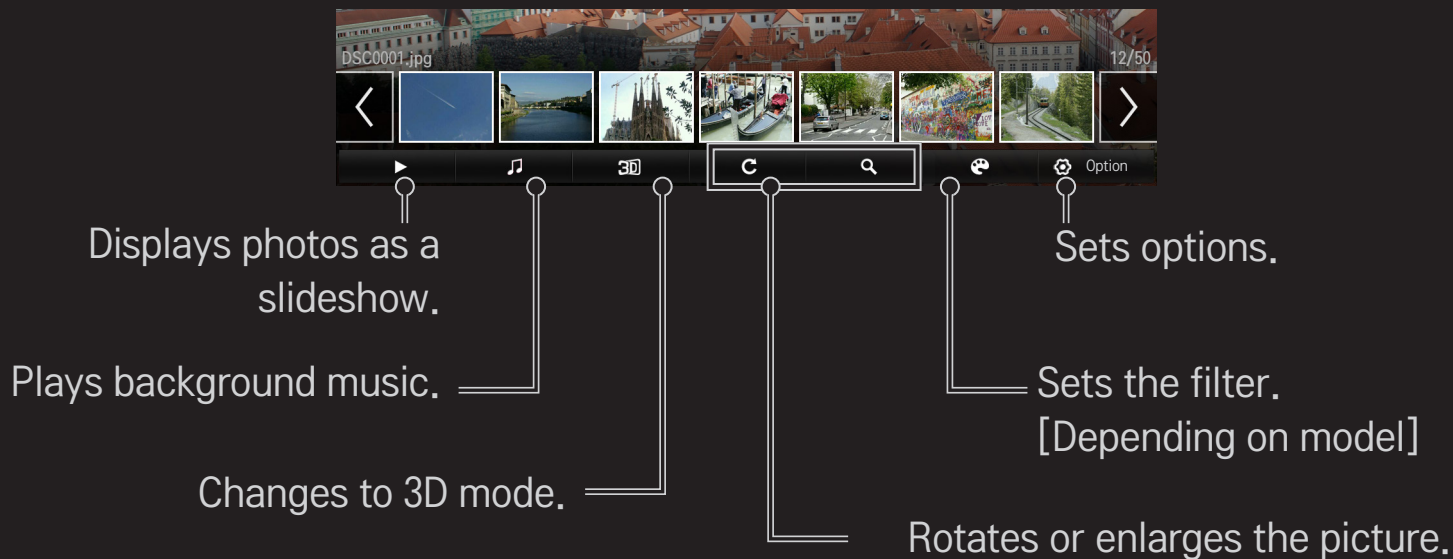 DSC0001.jpg
12/50
3D
Option
Displays photos as a
slideshow.
Sets options.
Plays background music.
Sets the filter.
[Depending on model]
Changes to 3D mode.
Rotates or enlarges the picture.